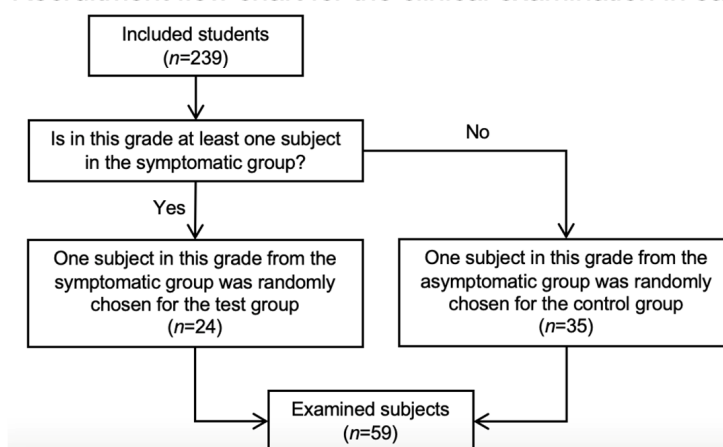 Included students
(n=239)
Is in this grade at least one subject
in the symptomatic group?
No
Yes
One subject in this grade from the
symptomatic group was randomly
chosen for the test group
(n=24)
One subject in this grade from the
asymptomatic group was randomly
chosen for the control group
(n=35)
Examined subjects
(n=59)